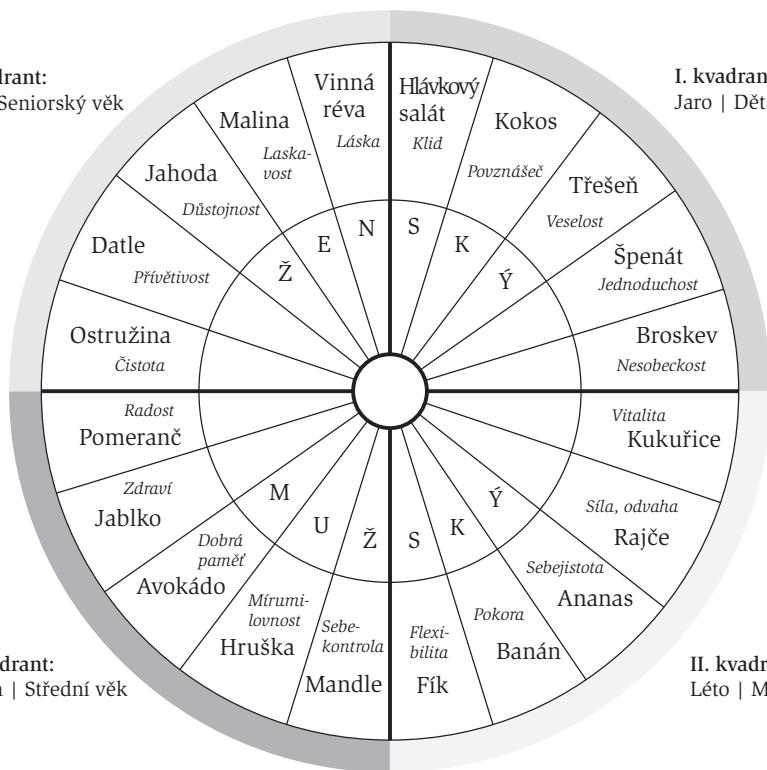 drant:
Seniorský věk
I. kvadran
Jaro | Děts
Vinná
réva
Láska
Hlávkový
salát
Klid
Kokos
Povznášeč
Třešeň
Veselost
Špenát
Jednoduchost
Broskev
Nesobeckost
Vitalita
Kukuřice
Síla, odvaha
Rajče
Sebejistota
Ananas
Pokora
Banán
Flexi-
bilita
Fík
Sebe-
kontrola
Mandle
Mírumi-
lovnost
Hruška
Dobrá
paměť
Avokádo
Zdraví
Jablko
Radost
Pomeranč
Ostružina
Čistota
Datle
Přívětivost
Jahoda
Důstojnost
Malina
Laska-
vost
Ž E N S K Ý
M U Ž S K Ý
drant:
| Střední věk
II. kvadra
Léto | M